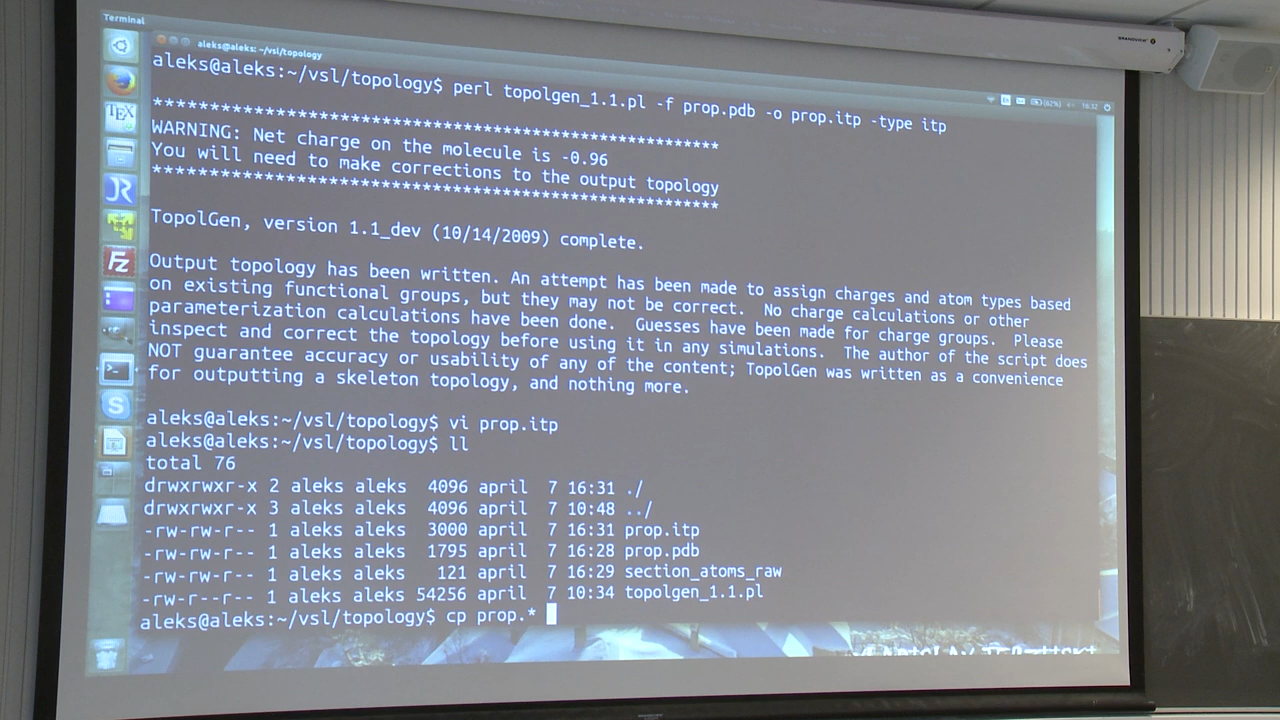 GRANDVIEW
Terminal
aleks@aleks: ~/vsl/topology
(62%) 16:32
aleks@aleks:~/vsl/topology$ perl topolgen_1.1.pl -f prop.pdb -o prop.itp -type itp
**********************************************************
WARNING: Net charge on the molecule is -0.96
You will need to make corrections to the output topology
**********************************************************
TopolGen, version 1.1_dev (10/14/2009) complete.
Output topology has been written. An attempt has been made to assign charges and atom types based
on existing functional groups, but they may not be correct.  No charge calculations or other
parameterization calculations have been done.  Guesses have been made for charge groups.  Please
inspect and correct the topology before using it in any simulations.  The author of the script does
NOT guarantee accuracy or usability of any of the content; TopolGen was written as a convenience
for outputting a skeleton topology, and nothing more.
aleks@aleks:~/vsl/topology$ vi prop.itp
aleks@aleks:~/vsl/topology$ ll
total 76
drwxrwxr-x 2 aleks aleks  4096 april  7 16:31 ./
drwxrwxr-x 3 aleks aleks  4096 april  7 10:48 ../
-rw-rw-r-- 1 aleks aleks  3000 april  7 16:31 prop.itp
-rw-rw-r-- 1 aleks aleks  1795 april  7 16:28 prop.pdb
-rw-rw-r-- 1 aleks aleks   121 april  7 16:29 section_atoms_raw
-rw-r--r-- 1 aleks aleks 54256 april  7 10:34 topolgen_1.1.pl
aleks@aleks:~/vsl/topology$ cp prop.*
TEX
JR
FZ
S